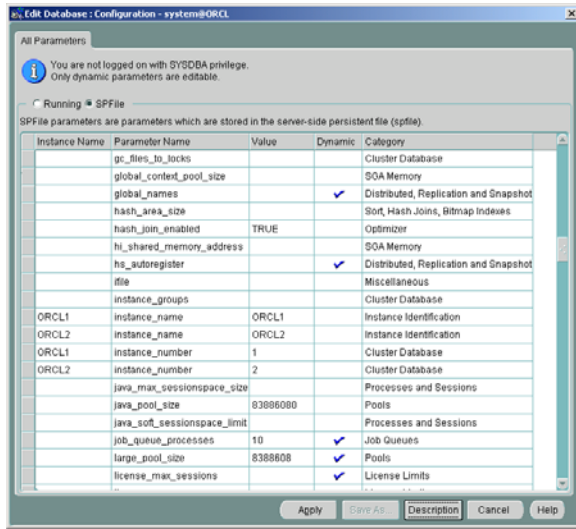 Edit Database : Configuration - system@ORCL
All Parameters
You are not logged on with SYSDBA privilege.
Only dynamic parameters are editable.
Running SPFile
SPFile parameters are parameters which are stored in the server-side persistent file (spfile).
Instance Name Parameter Name Value Dynamic Category
gc_files_to_locks Cluster Database
global_context_pool_size SGA Memory
global_names Distributed, Replication and Snapshot
hash_area_size Sort, Hash Joins, Bitmap Indexes
hash_join_enabled TRUE Optimizer
hi_shared_memory_address SGA Memory
hs_autoregister Distributed, Replication and Snapshot
ifile Miscellaneous
instance_groups Cluster Database
ORCL1 instance_name ORCL1 Instance Identification
ORCL2 instance_name ORCL2 Instance Identification
ORCL1 instance_number 1 Cluster Database
ORCL2 instance_number 2 Cluster Database
java_max_sessionspace_size Processes and Sessions
java_pool_size 83886080 Pools
java_soft_sessionspace_limit Processes and Sessions
job_queue_processes 10 Job Queues
large_pool_size 8388608 Pools
license_max_sessions License Limits
Apply Save As... Description Cancel Help